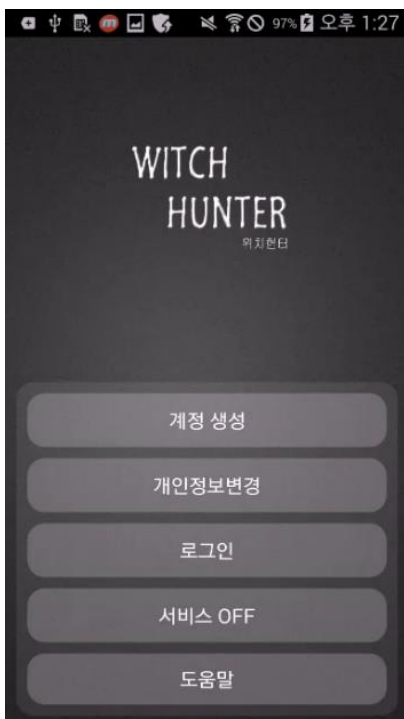 97% 오후 1:27
WITCH
HUNTER
위치헌터
계정 생성
개인정보변경
로그인
서비스 OFF
도움말